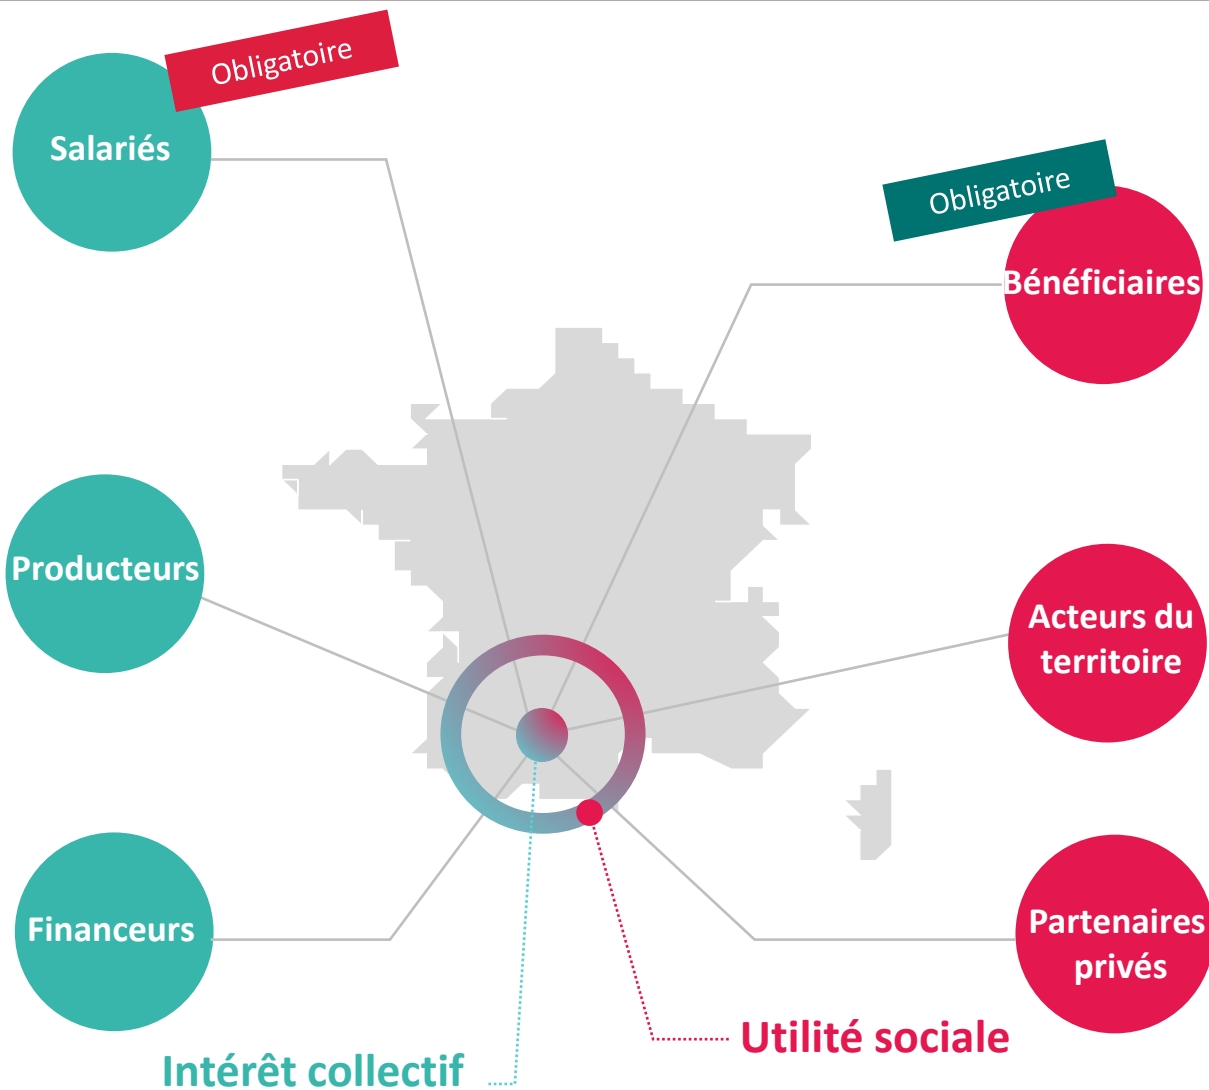 Obligatoire
Salariés
Obligatoire
Bénéficiaires
Producteurs
Acteurs du
territoire
Financeurs
Partenaires
privés
Utilité sociale
Intérêt collectif